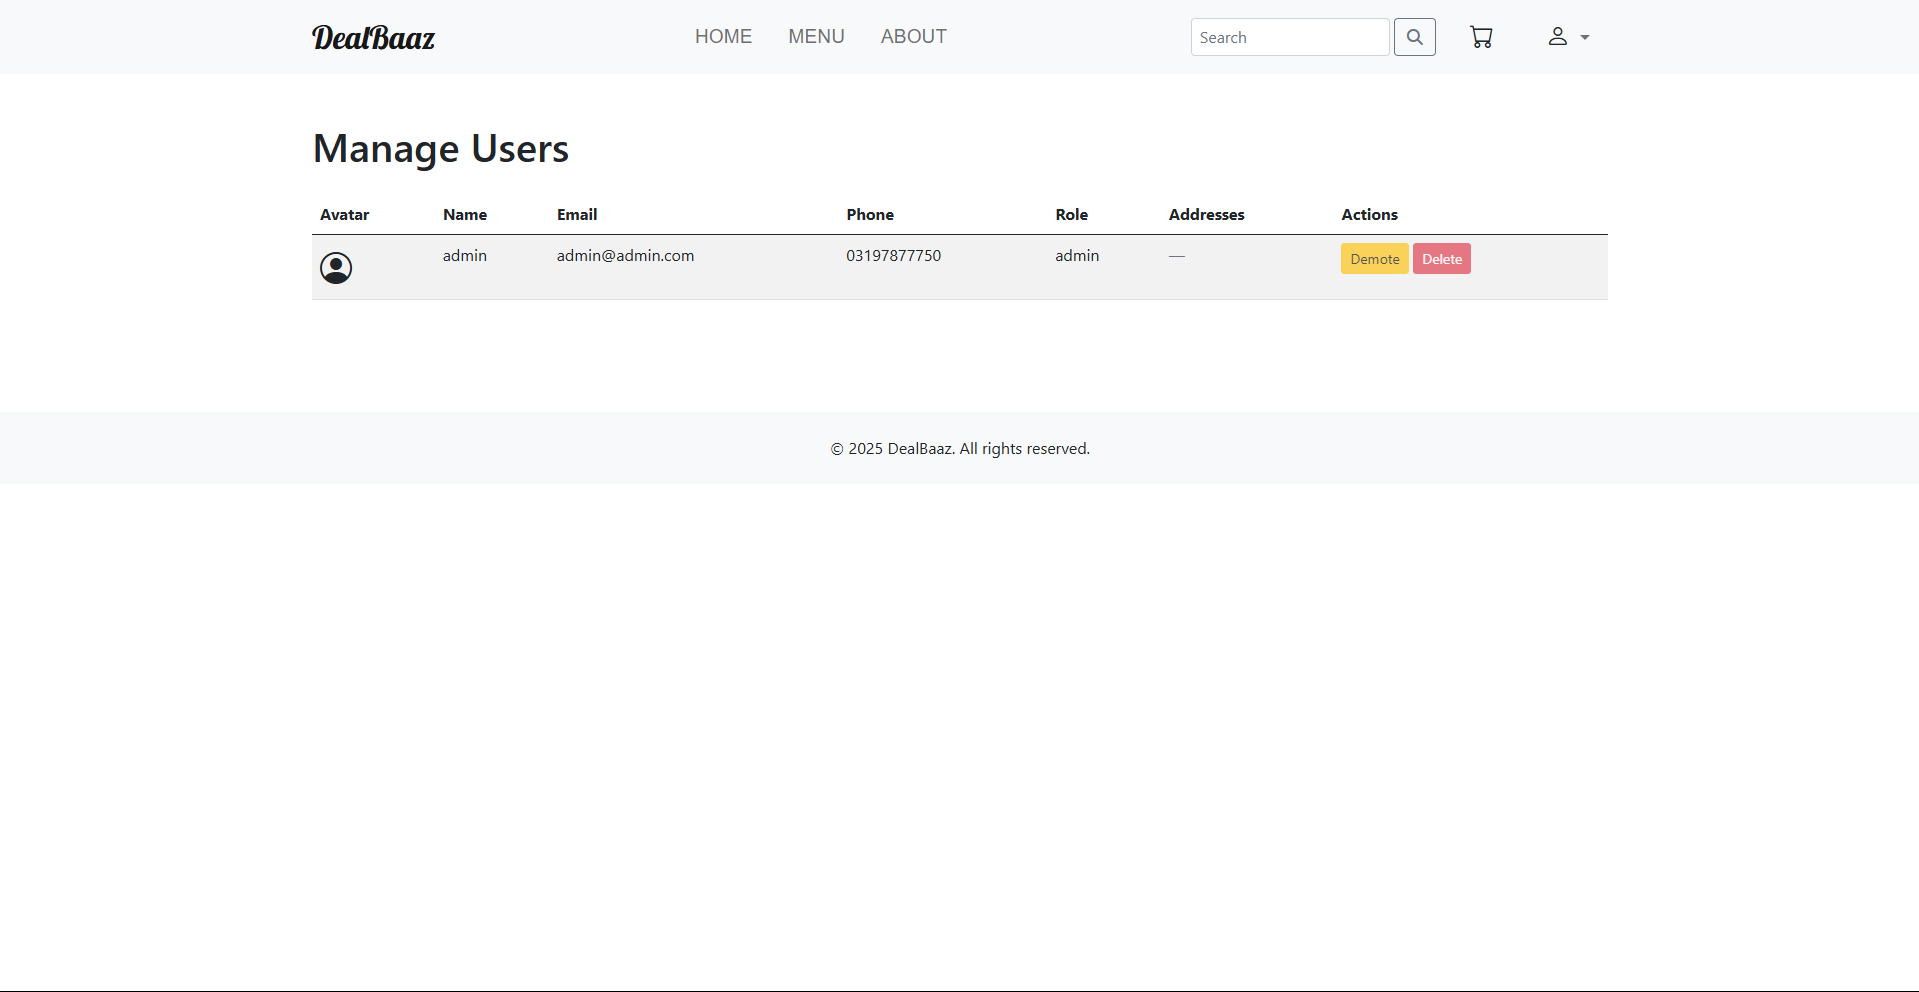 DealBaaz HOME MENU ABOUT Search
Manage Users
Avatar Name Email Phone Role Addresses Actions
admin admin@admin.com 03197877750 admin — Demote Delete
© 2025 DealBaaz. All rights reserved.